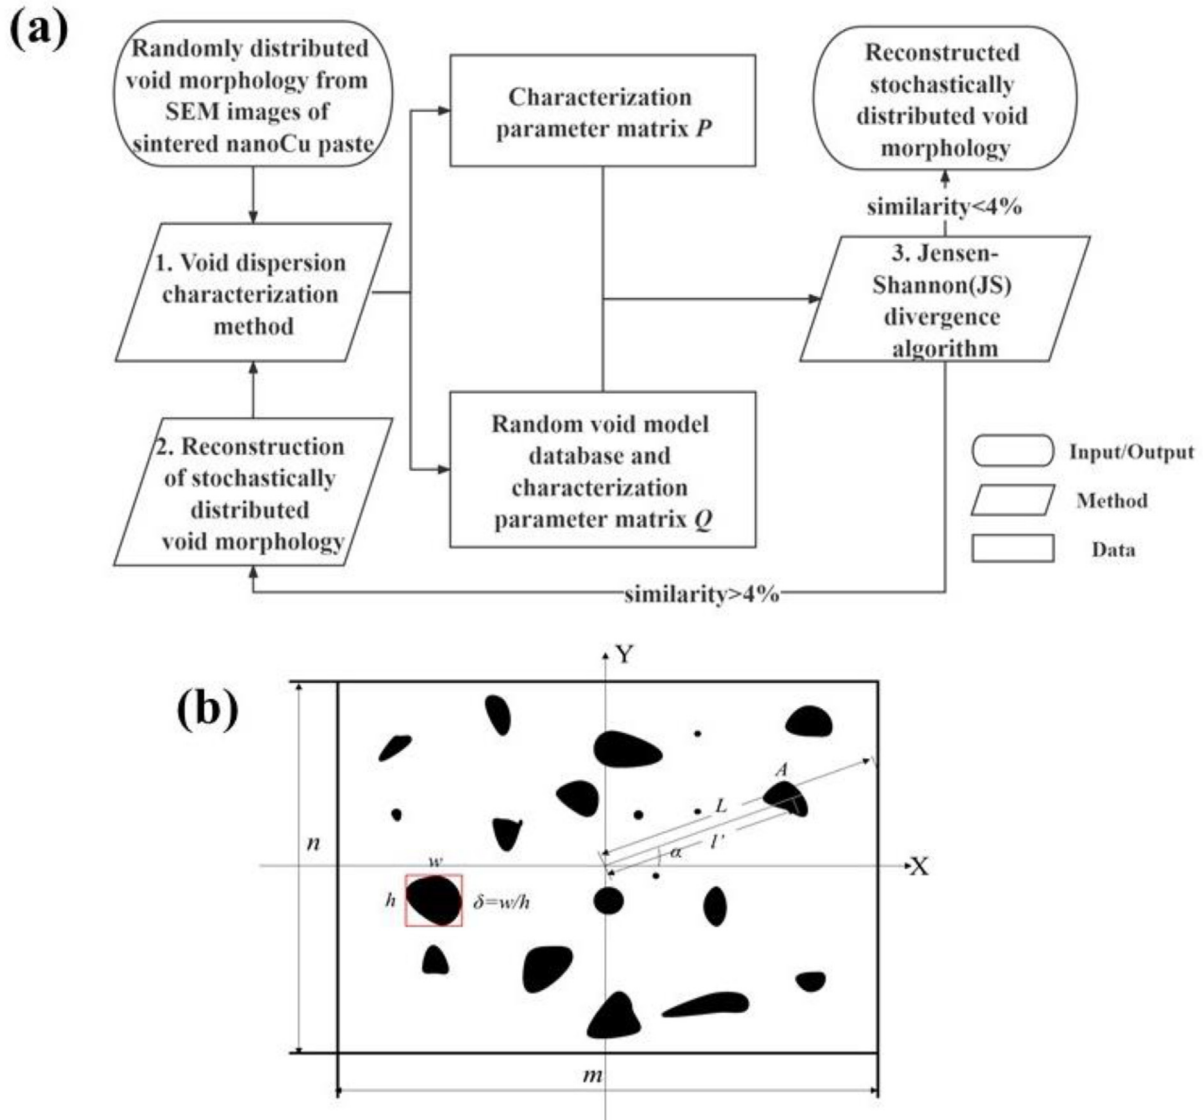 (a)
Randomly distributed
void morphology from
SEM images of
sintered nanoCu paste
Characterization
parameter matrix P
Reconstructed
stochastically
distributed void
morphology
similarity<4%
1. Void dispersion
characterization
method
3. Jensen-
Shannon(JS)
divergence
algorithm
2. Reconstruction
of stochastically
distributed
void morphology
Random void model
database and
characterization
parameter matrix Q
Input/Output
Method
Data
similarity>4%
(b)
Y
A
L
l'
α
n
X
w
h
δ=w/h
m